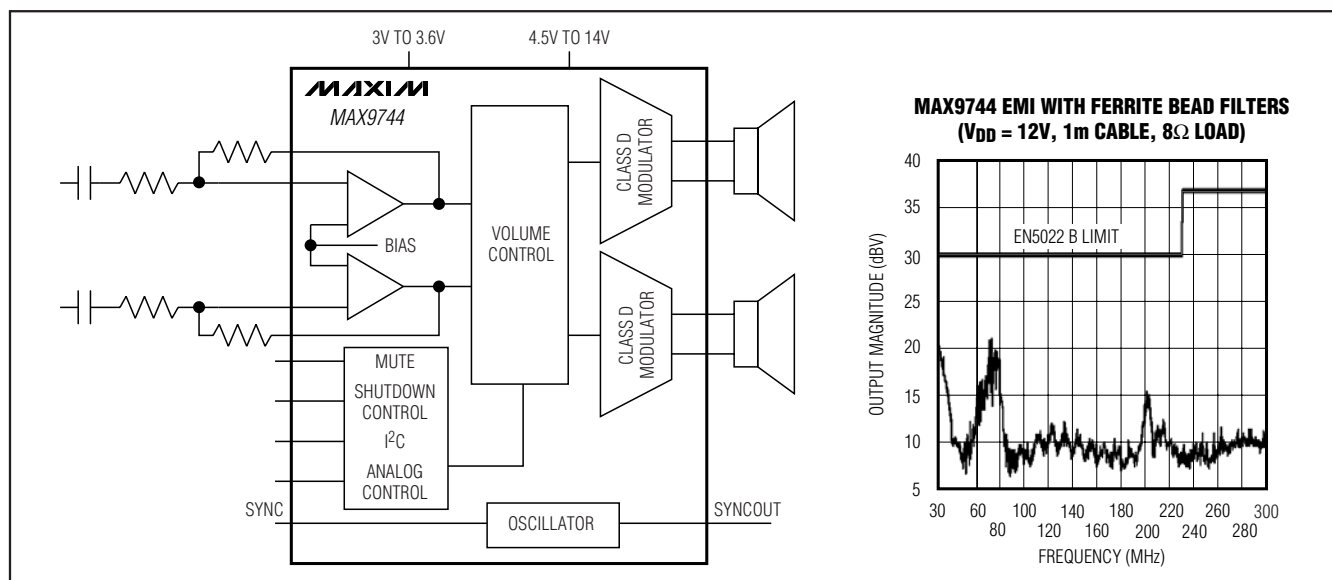 3V TO 3.6V
4.5V TO 14V
MAXIM
MAX9744
BIAS
VOLUME
CONTROL
CLASS D
MODULATOR
CLASS D
MODULATOR
MUTE
SHUTDOWN
CONTROL
I²C
ANALOG
CONTROL
SYNC
OSCILLATOR
SYNCOUT
MAX9744 EMI WITH FERRITE BEAD FILTERS
(VDD = 12V, 1m CABLE, 8Ω LOAD)
OUTPUT MAGNITUDE (dBV)
40
35
30
25
20
15
10
5
EN5022 B LIMIT
30 60 100 140 180 220 260 300
80 120 160 200 240 280
FREQUENCY (MHz)